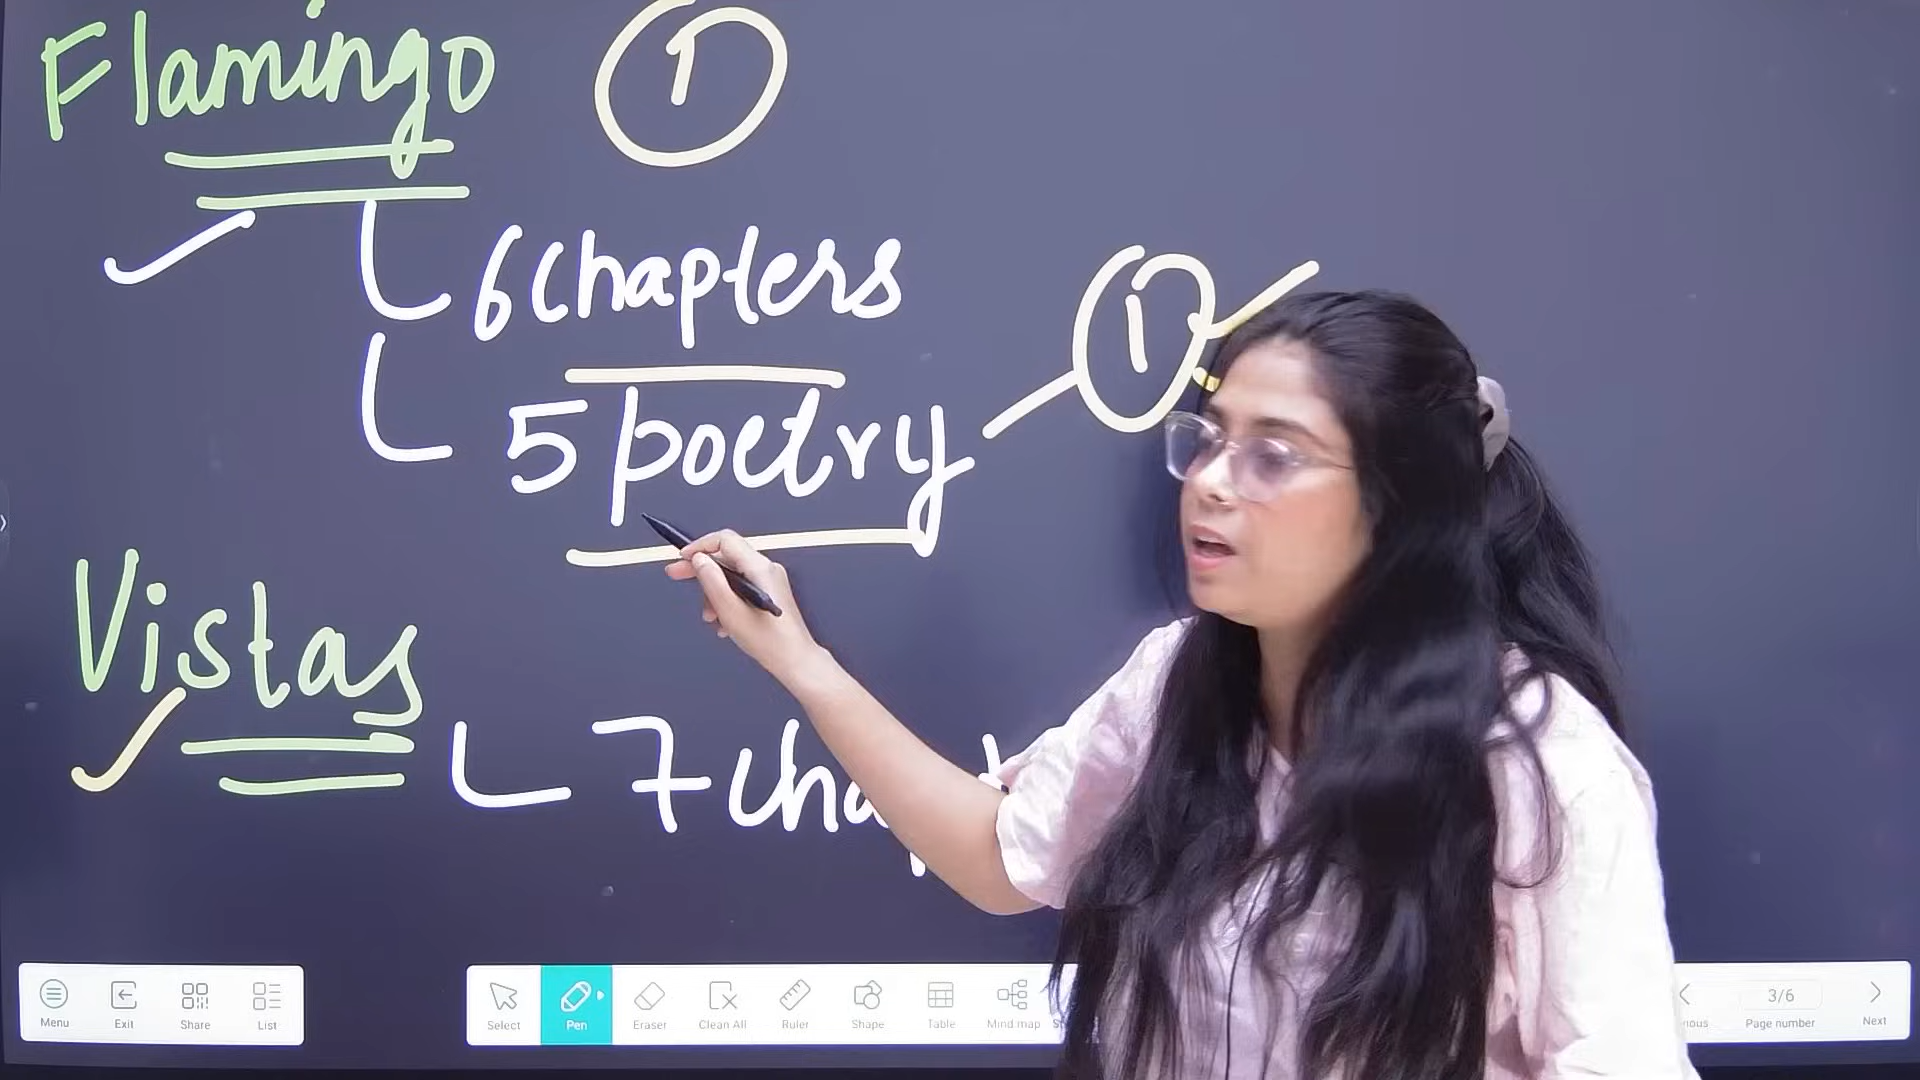 Flamingo 1
6 Chapters
1
5 poetry
Vistas
7
Menu Exit Share List
Select Pen Eraser Clean All Ruler Shape Table Mind map
3/6
Page number Next